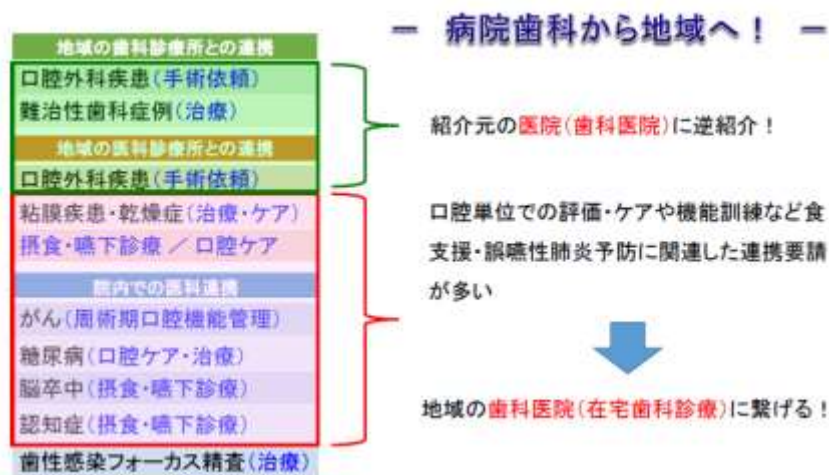 ― 病院歯科から地域へ！ ―
地域の歯科診療所との連携
口腔外科疾患(手術依頼)
難治性歯科症例(治療)
地域の医科診療所との連携
口腔外科疾患(手術依頼)
粘膜疾患・乾燥症(治療・ケア)
摂食・嚥下診療 ／ 口腔ケア
院内での医科連携
がん(周術期口腔機能管理)
糖尿病(口腔ケア・治療)
脳卒中(摂食・嚥下診療)
認知症(摂食・嚥下診療)
歯性感染フォーカス精査(治療)
紹介元の医院(歯科医院)に逆紹介！
口腔単位での評価・ケアや機能訓練など食
支援・誤嚥性肺炎予防に関連した連携要請
が多い
地域の歯科医院(在宅歯科診療)に繋げる！